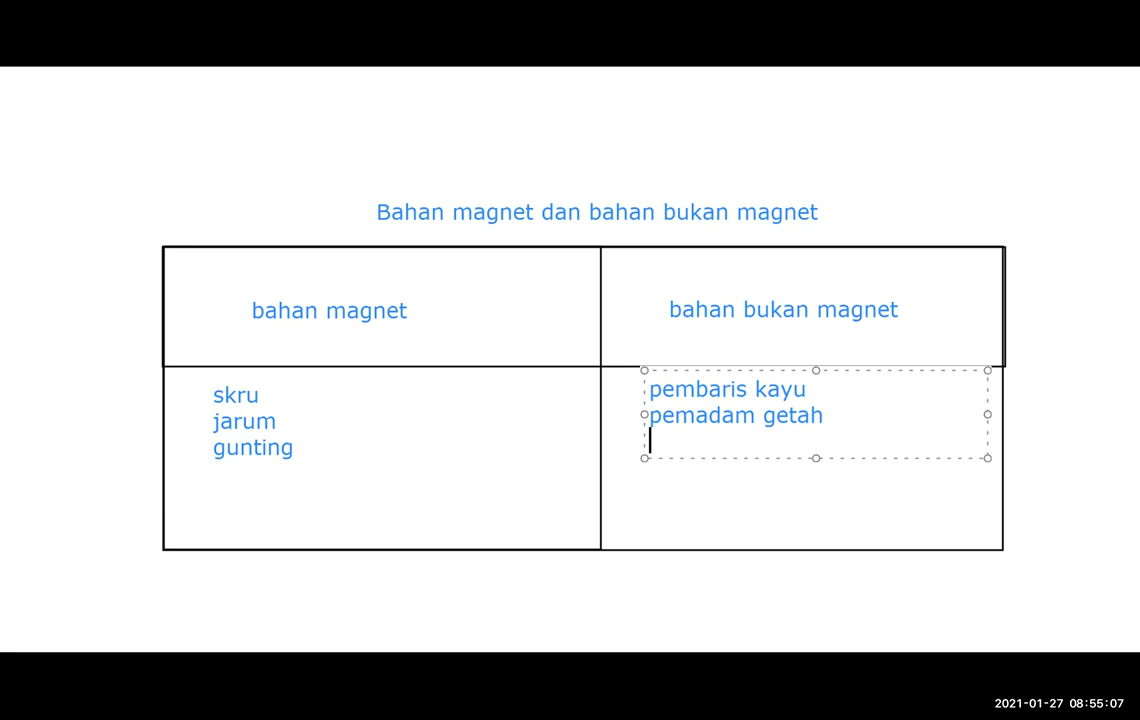 Bahan magnet dan bahan bukan magnet
bahan magnet
bahan bukan magnet
skru
jarum
gunting
pembaris kayu
pemadam getah
2021-01-27 08:55:07